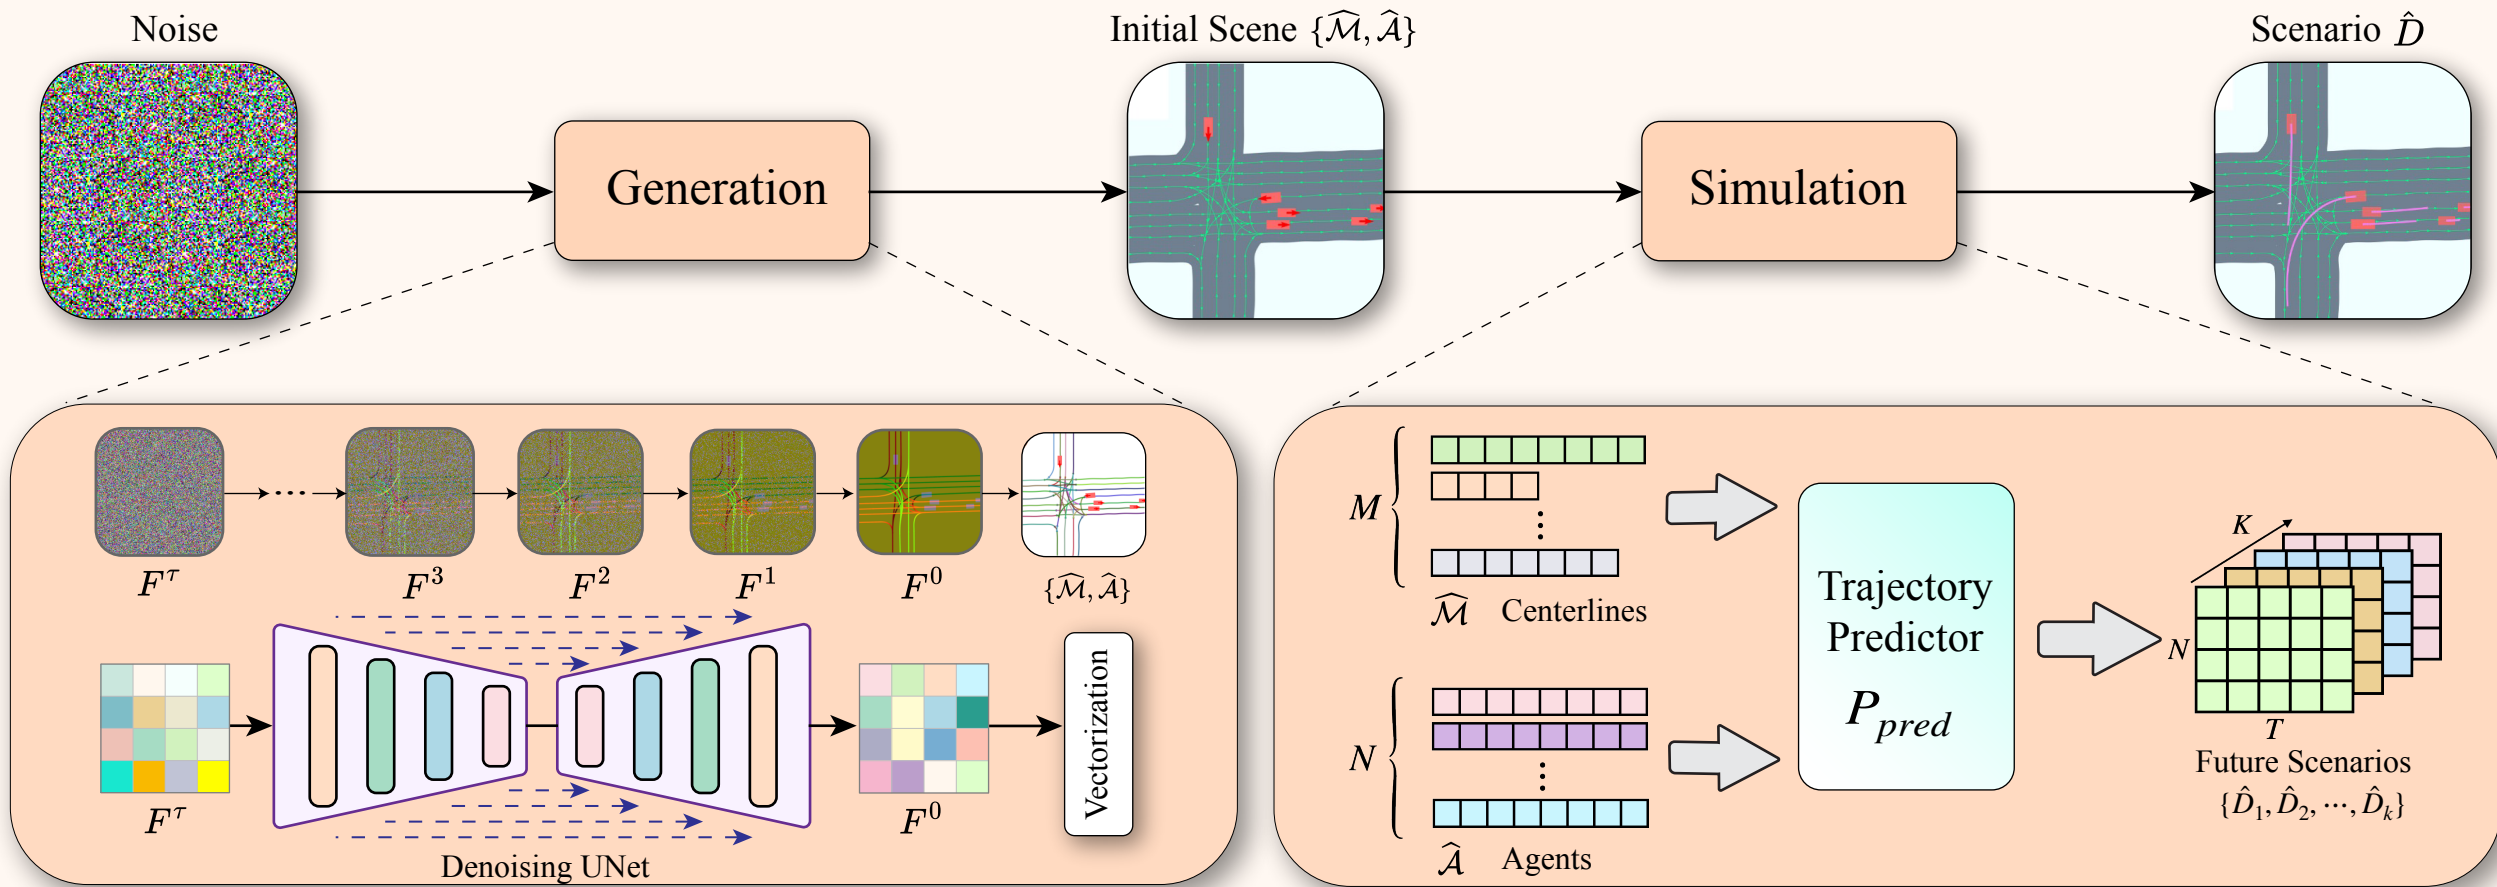 Noise
Initial Scene {ℳ̂, 𝒜̂}
Scenario D̂
Generation
Simulation
F^τ
F^3
F^2
F^1
F^0
{ℳ̂, 𝒜̂}
F^τ
Denoising UNet
F^0
Vectorization
M
ℳ̂ Centerlines
N
𝒜̂ Agents
Trajectory
Predictor
P_pred
K
N
T
Future Scenarios
{D̂_1, D̂_2, ⋯, D̂_k}